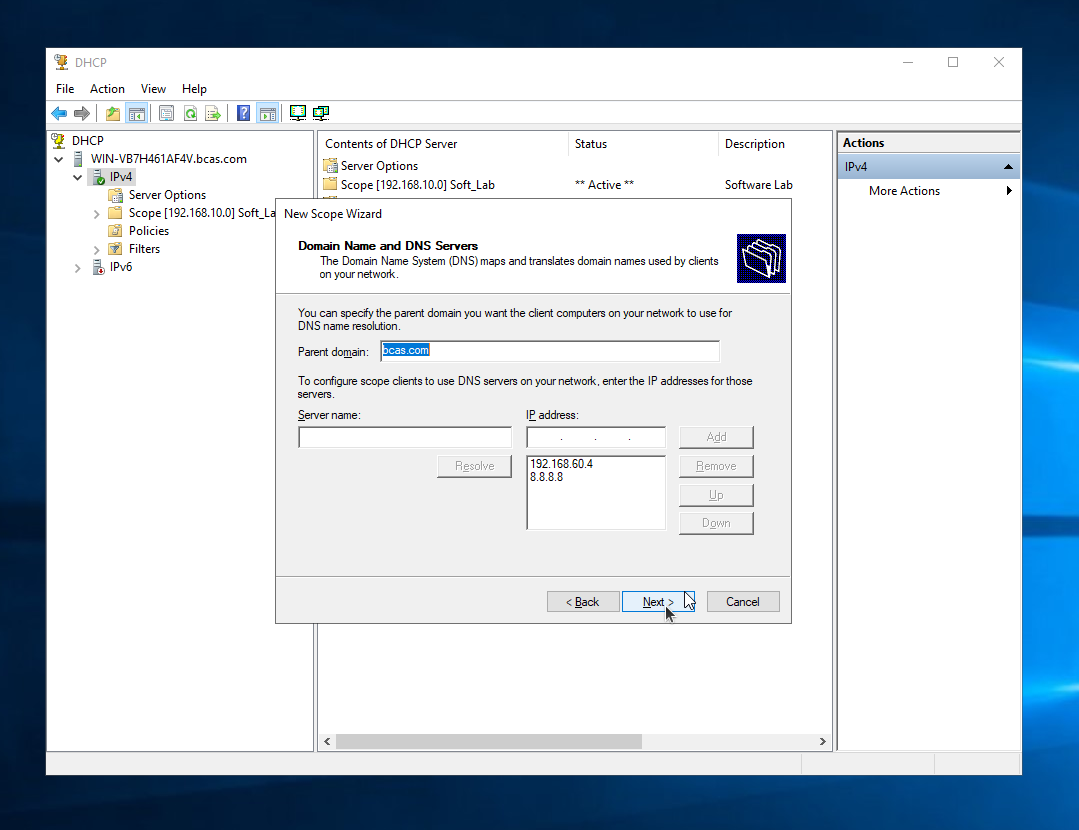 DHCP
File Action View Help
DHCP
WIN-VB7H461AF4V.bcas.com
IPv4
Server Options
Scope [192.168.10.0] Soft_La
Policies
Filters
IPv6
Contents of DHCP Server Status Description
Server Options
Scope [192.168.10.0] Soft_Lab ** Active ** Software Lab
Actions
IPv4
More Actions
New Scope Wizard
Domain Name and DNS Servers
The Domain Name System (DNS) maps and translates domain names used by clients
on your network.
You can specify the parent domain you want the client computers on your network to use for
DNS name resolution.
Parent domain: bcas.com
To configure scope clients to use DNS servers on your network, enter the IP addresses for those
servers.
Server name: IP address:
. . . Add
Resolve 192.168.60.4 Remove
8.8.8.8
Up
Down
< Back Next > Cancel